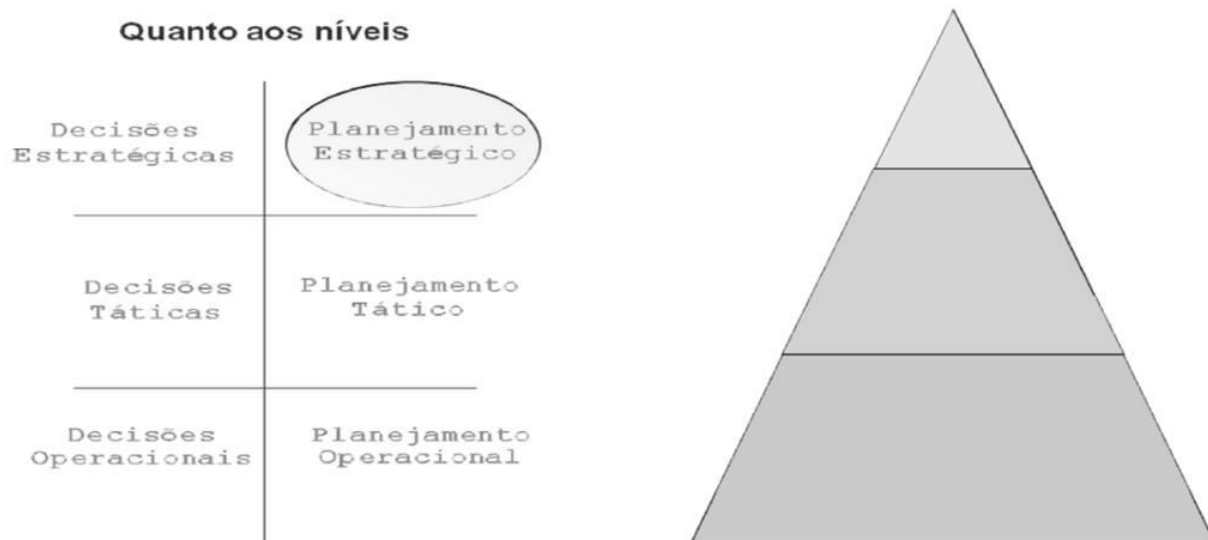 Quanto aos níveis
Decisões
Estratégicas
Planejamento
Estratégico
Decisões
Táticas
Planejamento
Tático
Decisões
Operacionais
Planejamento
Operacional